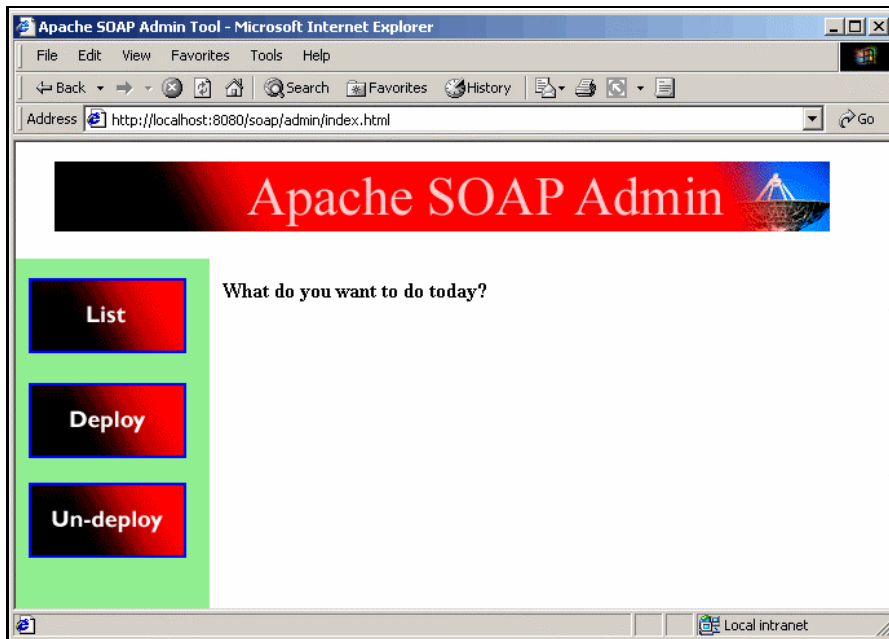 Apache SOAP Admin Tool - Microsoft Internet Explorer
File Edit View Favorites Tools Help
Back Search Favorites History
Address http://localhost:8080/soap/admin/index.html Go
Apache SOAP Admin
What do you want to do today?
List
Deploy
Un-deploy
Local intranet